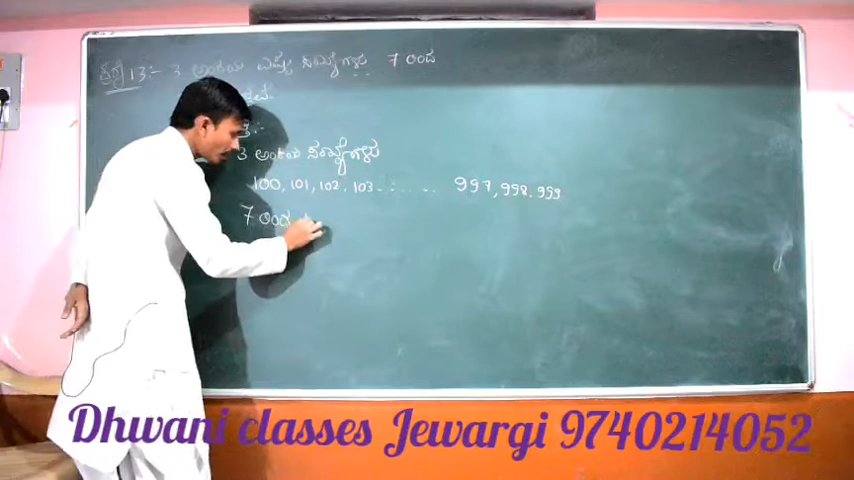 ಪ್ರಶ್ನೆ 13:- 3 ಅಂಕಿಯ ಎಷ್ಟು ಸಂಖ್ಯೆಗಳು 7 ರಿಂದ
3 ಅಂಕಿಯ ಸಂಖ್ಯೆಗಳು
100, 101, 102, 103 - . . . . . . 997, 998, 999
7 ರಿಂದ
Dhwani classes Jewargi 9740214052